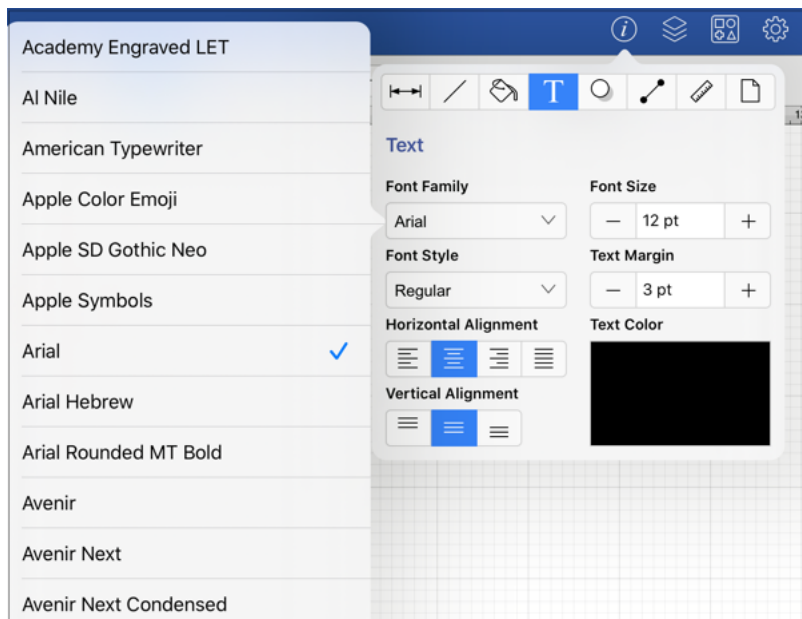 Academy Engraved LET
Al Nile
American Typewriter
Apple Color Emoji
Apple SD Gothic Neo
Apple Symbols
Arial
Arial Hebrew
Arial Rounded MT Bold
Avenir
Avenir Next
Avenir Next Condensed
T
Text
Font Family
Font Size
Arial
12 pt
Font Style
Text Margin
Regular
3 pt
Horizontal Alignment
Text Color
Vertical Alignment